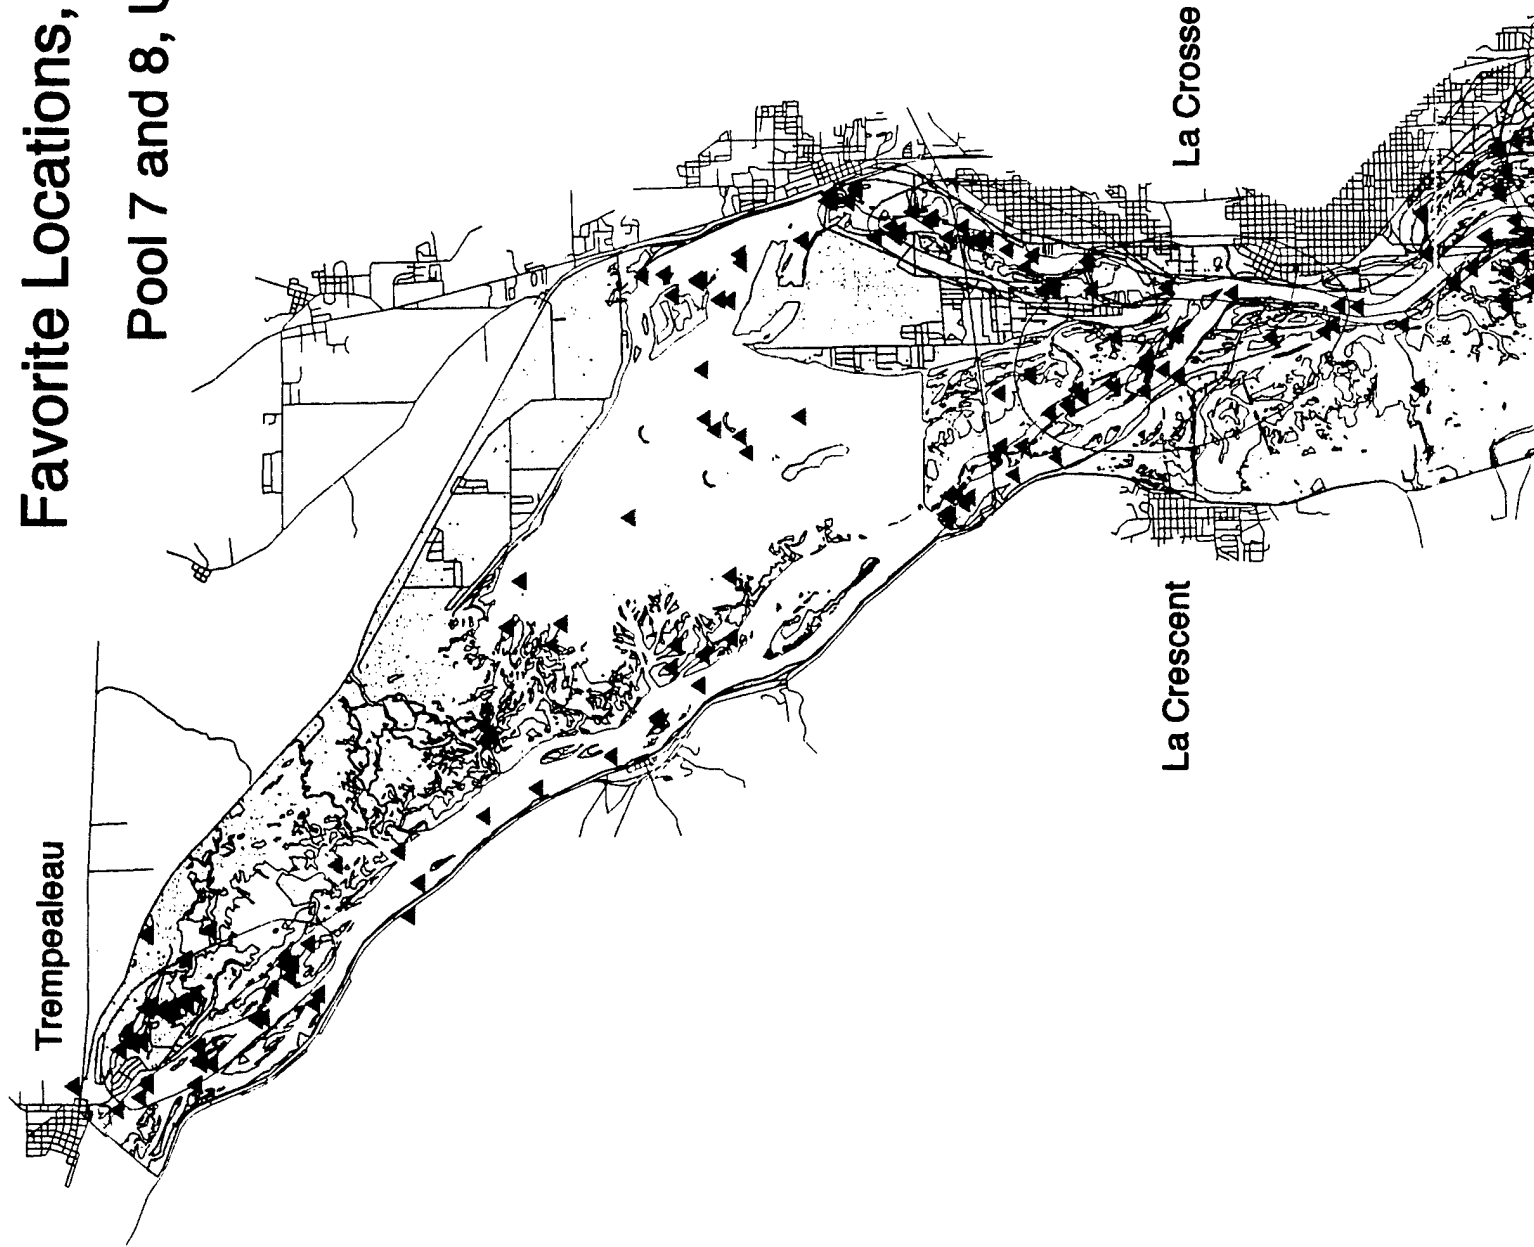 Favorite Locations,
Pool 7 and 8,
Trempealeau
La Crosse
La Crescent